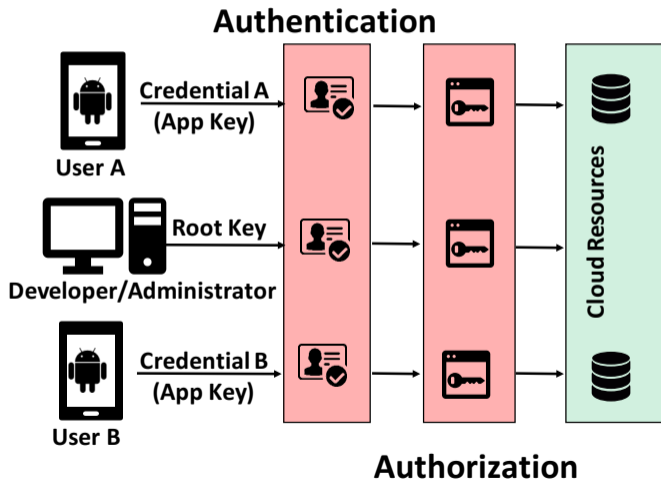 Authentication
Credential A
(App Key)
User A
Root Key
Developer/Administrator
Credential B
(App Key)
User B
Cloud Resources
Authorization